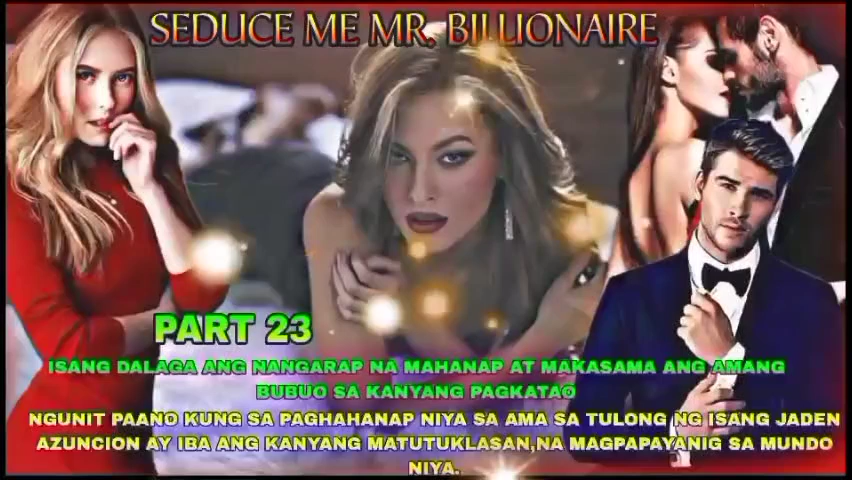 SEDUCE ME MR. BILLIONAIRE
PART 23
ISANG DALAGA ANG NANGARAP NA MAHANAP AT MAKASAMA ANG AMANG
BUBUO SA KANYANG PAGKATAO
NGUNIT PAANO KUNG SA PAGHAHANAP NIYA SA AMA SA TULONG NG ISANG JADEN
AZUNCION AY IBA ANG KANYANG MATUTUKLASAN,NA MAGPAPAYANIG SA MUNDO
NIYA.